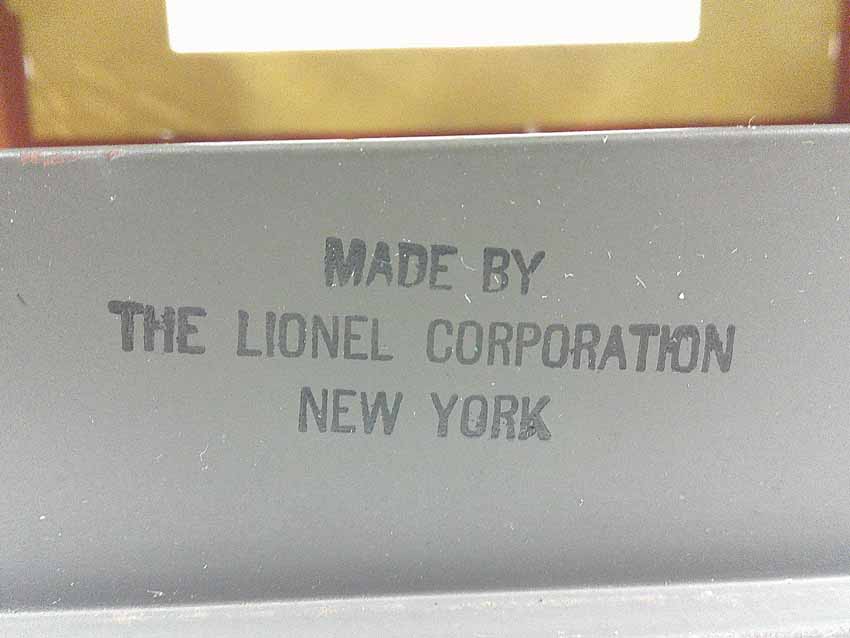 MADE BY
THE LIONEL CORPORATION
NEW YORK